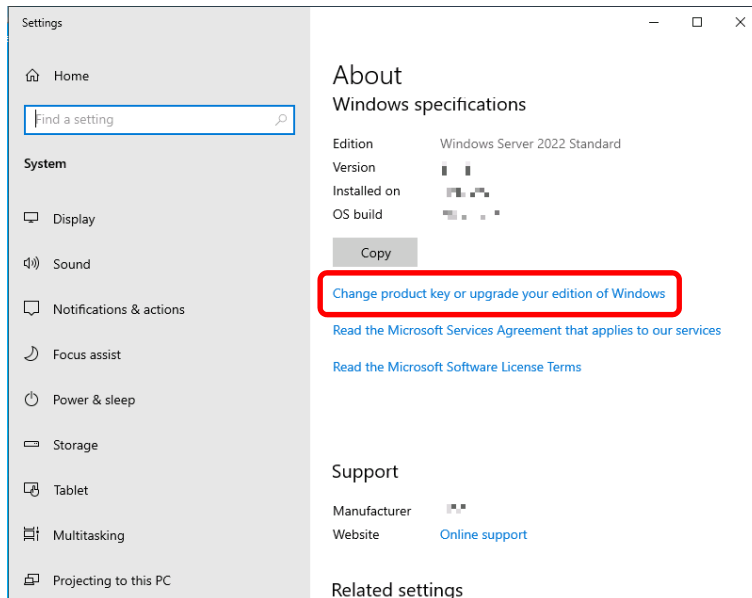 Settings
Home
Find a setting
System
Display
Sound
Notifications & actions
Focus assist
Power & sleep
Storage
Tablet
Multitasking
Projecting to this PC
About
Windows specifications
Edition Windows Server 2022 Standard
Version
Installed on
OS build
Copy
Change product key or upgrade your edition of Windows
Read the Microsoft Services Agreement that applies to our services
Read the Microsoft Software License Terms
Support
Manufacturer
Website Online support
Related settings